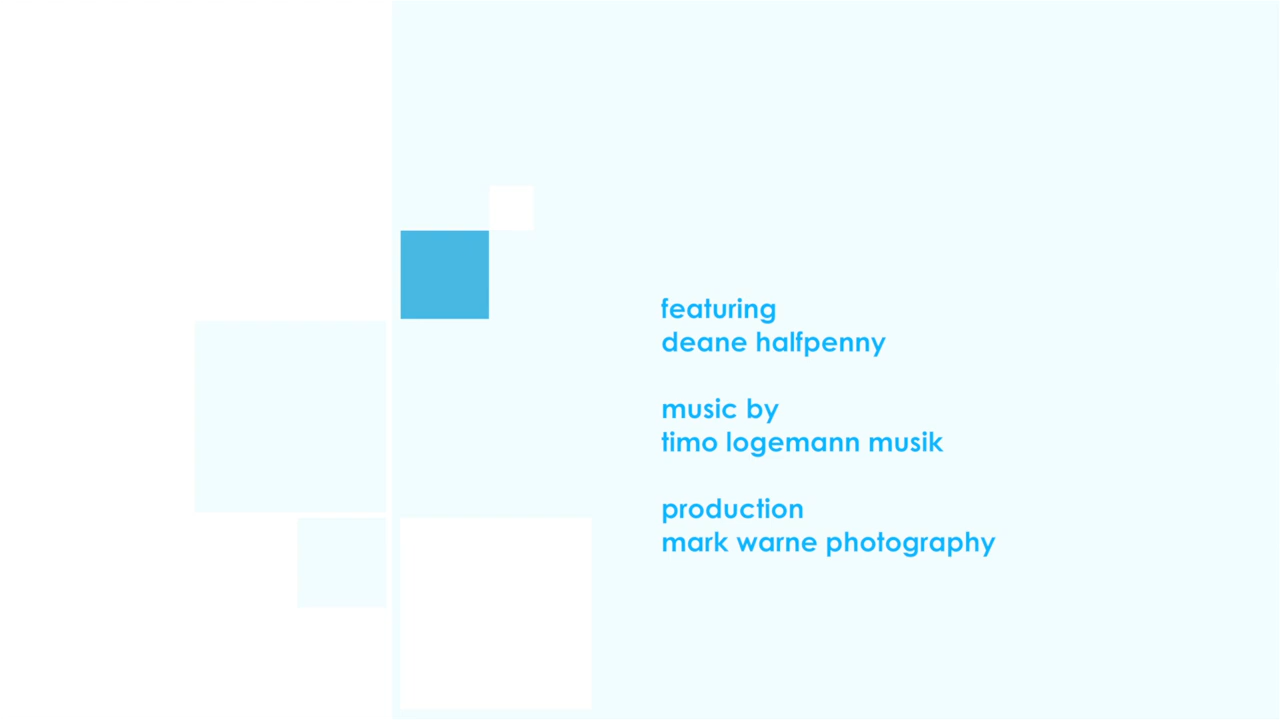 featuring
deane halfpenny
music by
timo logemann musik
production
mark warne photography